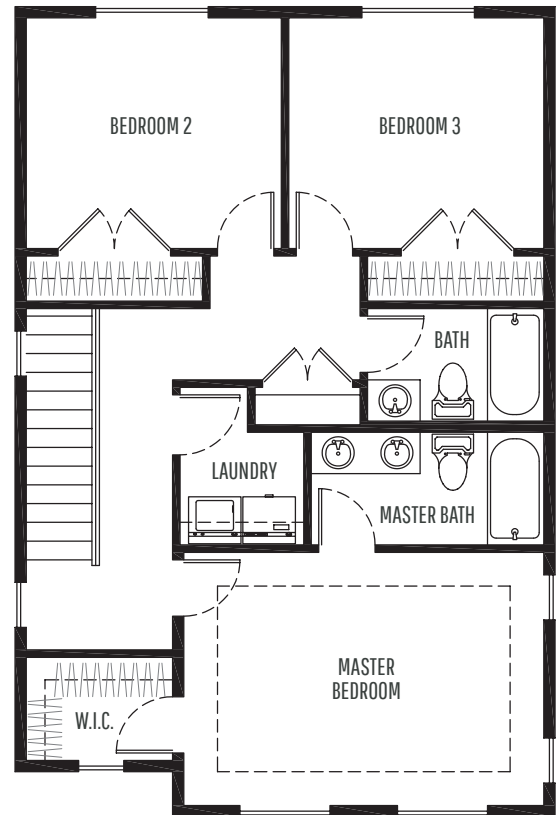 BEDROOM 2
BEDROOM 3
BATH
LAUNDRY
MASTER BATH
MASTER
BEDROOM
W.I.C.